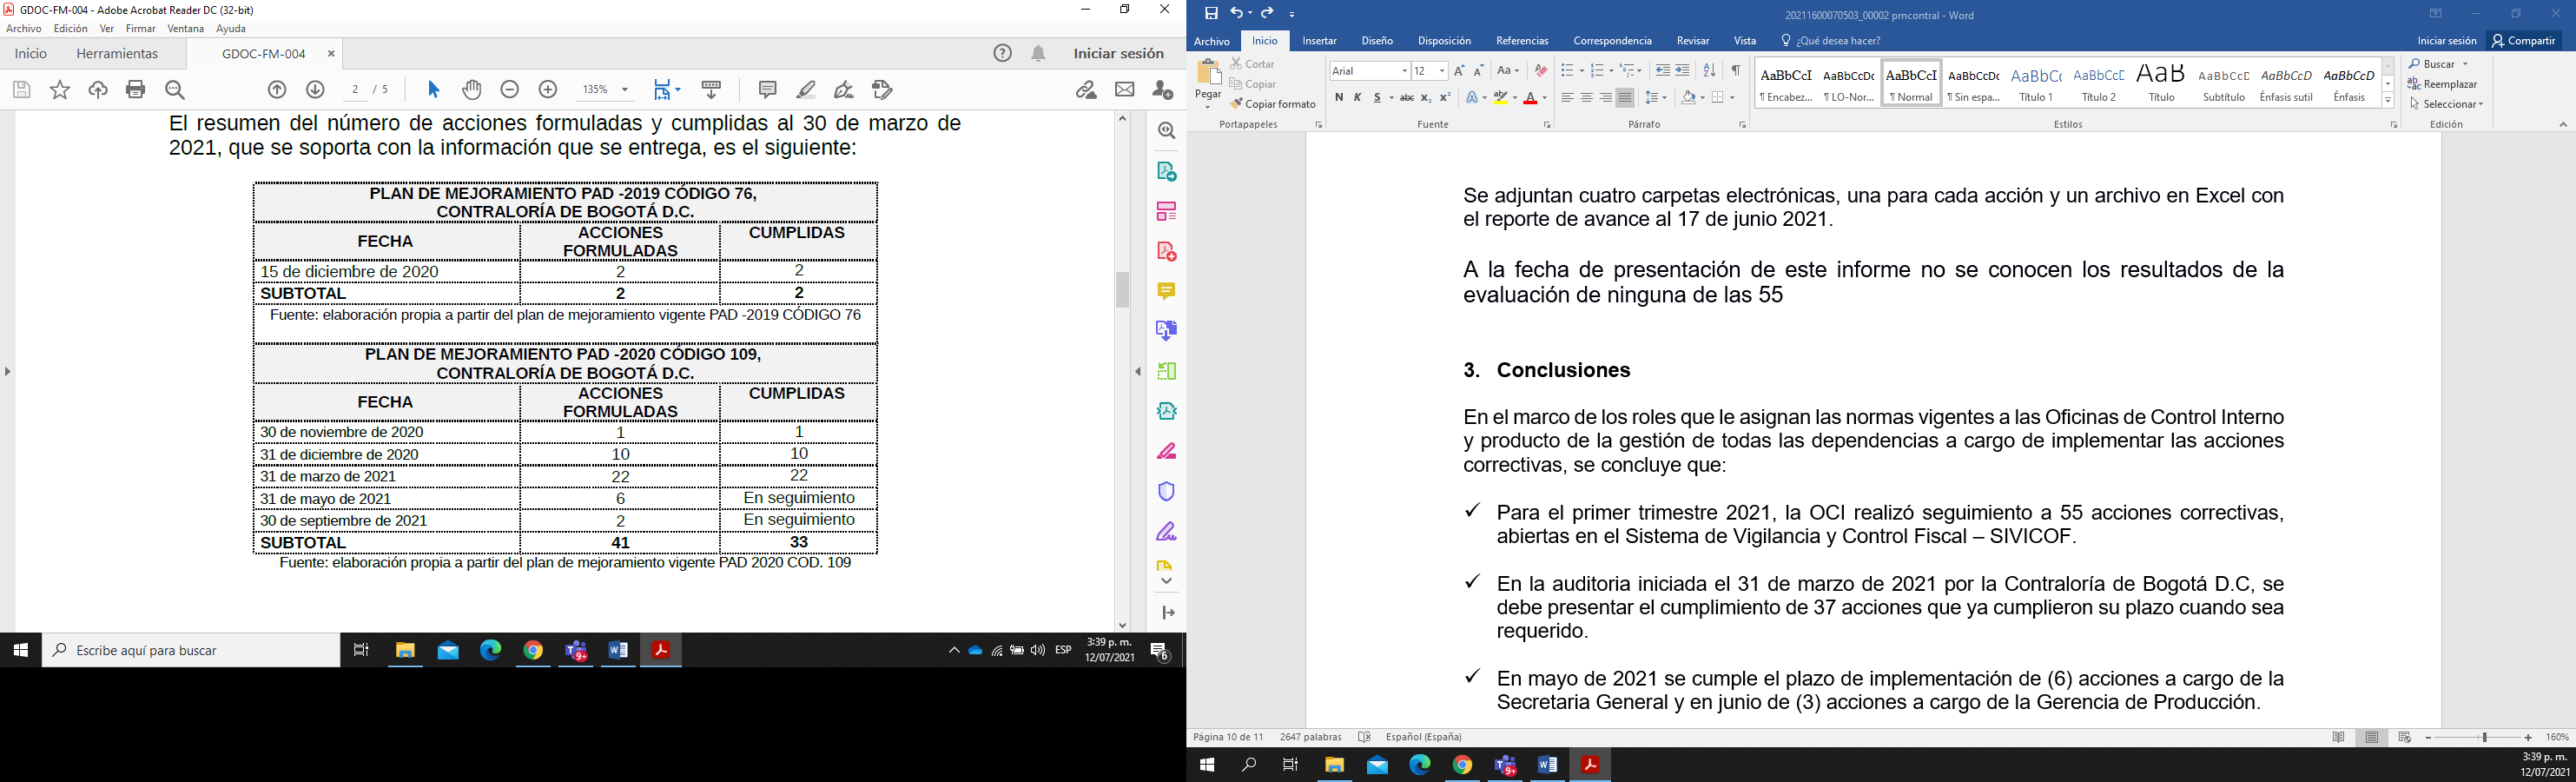 GDOC-FM-004 - Adobe Acrobat Reader DC (32-bit)
Archivo Edición Ver Firmar Ventana Ayuda
Inicio Herramientas GDOC-FM-004 × Iniciar sesión
2 / 5 135%
El resumen del número de acciones formuladas y cumplidas al 30 de marzo de
2021, que se soporta con la información que se entrega, es el siguiente:
PLAN DE MEJORAMIENTO PAD -2019 CÓDIGO 76,
CONTRALORÍA DE BOGOTÁ D.C.
FECHA ACCIONES FORMULADAS CUMPLIDAS
15 de diciembre de 2020 2 2
SUBTOTAL 2 2
Fuente: elaboración propia a partir del plan de mejoramiento vigente PAD -2019 CÓDIGO 76
PLAN DE MEJORAMIENTO PAD -2020 CÓDIGO 109,
CONTRALORÍA DE BOGOTÁ D.C.
FECHA ACCIONES FORMULADAS CUMPLIDAS
30 de noviembre de 2020 1 1
31 de diciembre de 2020 10 10
31 de marzo de 2021 22 22
31 de mayo de 2021 6 En seguimiento
30 de septiembre de 2021 2 En seguimiento
SUBTOTAL 41 33
Fuente: elaboración propia a partir del plan de mejoramiento vigente PAD 2020 COD. 109
Escribe aquí para buscar
9+
ESP
3:39 p. m.
12/07/2021
6
20211600070503_00002 pmcontral - Word
Archivo Inicio Insertar Diseño Disposición Referencias Correspondencia Revisar Vista ¿Qué desea hacer? Iniciar sesión Compartir
Pegar
Cortar
Copiar
Copiar formato
Portapapeles
Arial 12 Aa
N K S abc x₂ x²
Fuente
Párrafo
AaBbCcI AaBbCcDc AaBbCcI AaBbCcDc AaBbCc AaBbCcC AaB AaBbCcC AaBbCcD AaBbCcD
¶ Encabez... ¶ LO-Nor... ¶ Normal ¶ Sin espa... Título 1 Título 2 Título Subtítulo Énfasis sutil Énfasis
Estilos
Buscar
Reemplazar
Seleccionar
Edición
Se adjuntan cuatro carpetas electrónicas, una para cada acción y un archivo en Excel con
el reporte de avance al 17 de junio 2021.
A la fecha de presentación de este informe no se conocen los resultados de la
evaluación de ninguna de las 55
3. Conclusiones
En el marco de los roles que le asignan las normas vigentes a las Oficinas de Control Interno
y producto de la gestión de todas las dependencias a cargo de implementar las acciones
correctivas, se concluye que:
✓ Para el primer trimestre 2021, la OCI realizó seguimiento a 55 acciones correctivas,
abiertas en el Sistema de Vigilancia y Control Fiscal – SIVICOF.
✓ En la auditoria iniciada el 31 de marzo de 2021 por la Contraloría de Bogotá D.C, se
debe presentar el cumplimiento de 37 acciones que ya cumplieron su plazo cuando sea
requerido.
✓ En mayo de 2021 se cumple el plazo de implementación de (6) acciones a cargo de la
Secretaria General y en junio de (3) acciones a cargo de la Gerencia de Producción.
Página 10 de 11 2647 palabras Español (España) 160%
9+
3:39 p. m.
12/07/2021